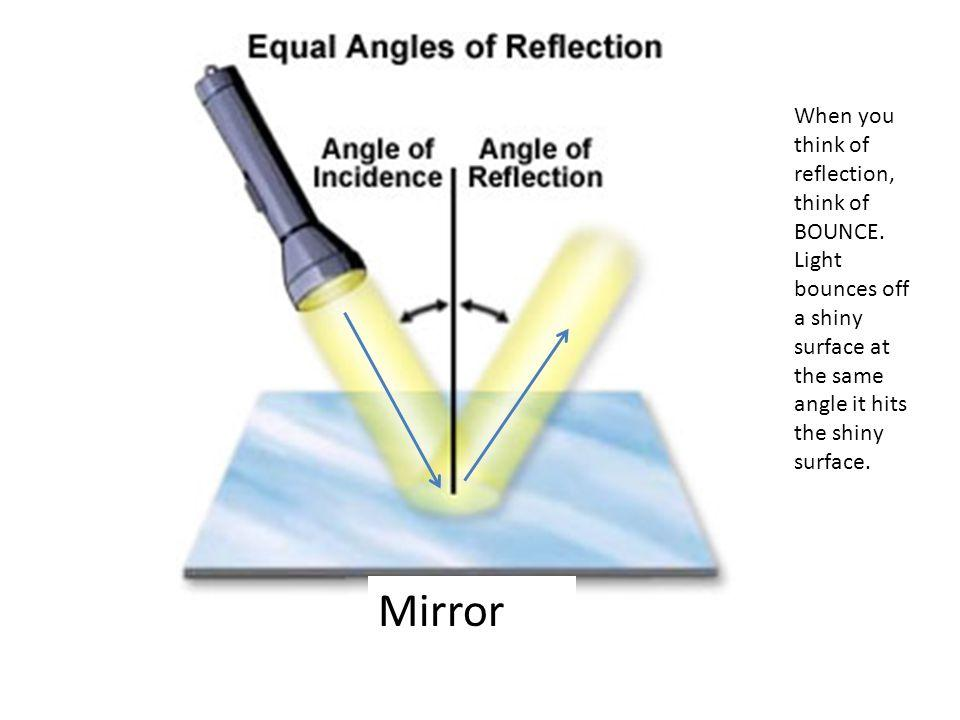 Equal Angles of Reflection
Angle of
Incidence
Angle of
Reflection
When you
think of
reflection,
think of
BOUNCE.
Light
bounces off
a shiny
surface at
the same
angle it hits
the shiny
surface.
Mirror